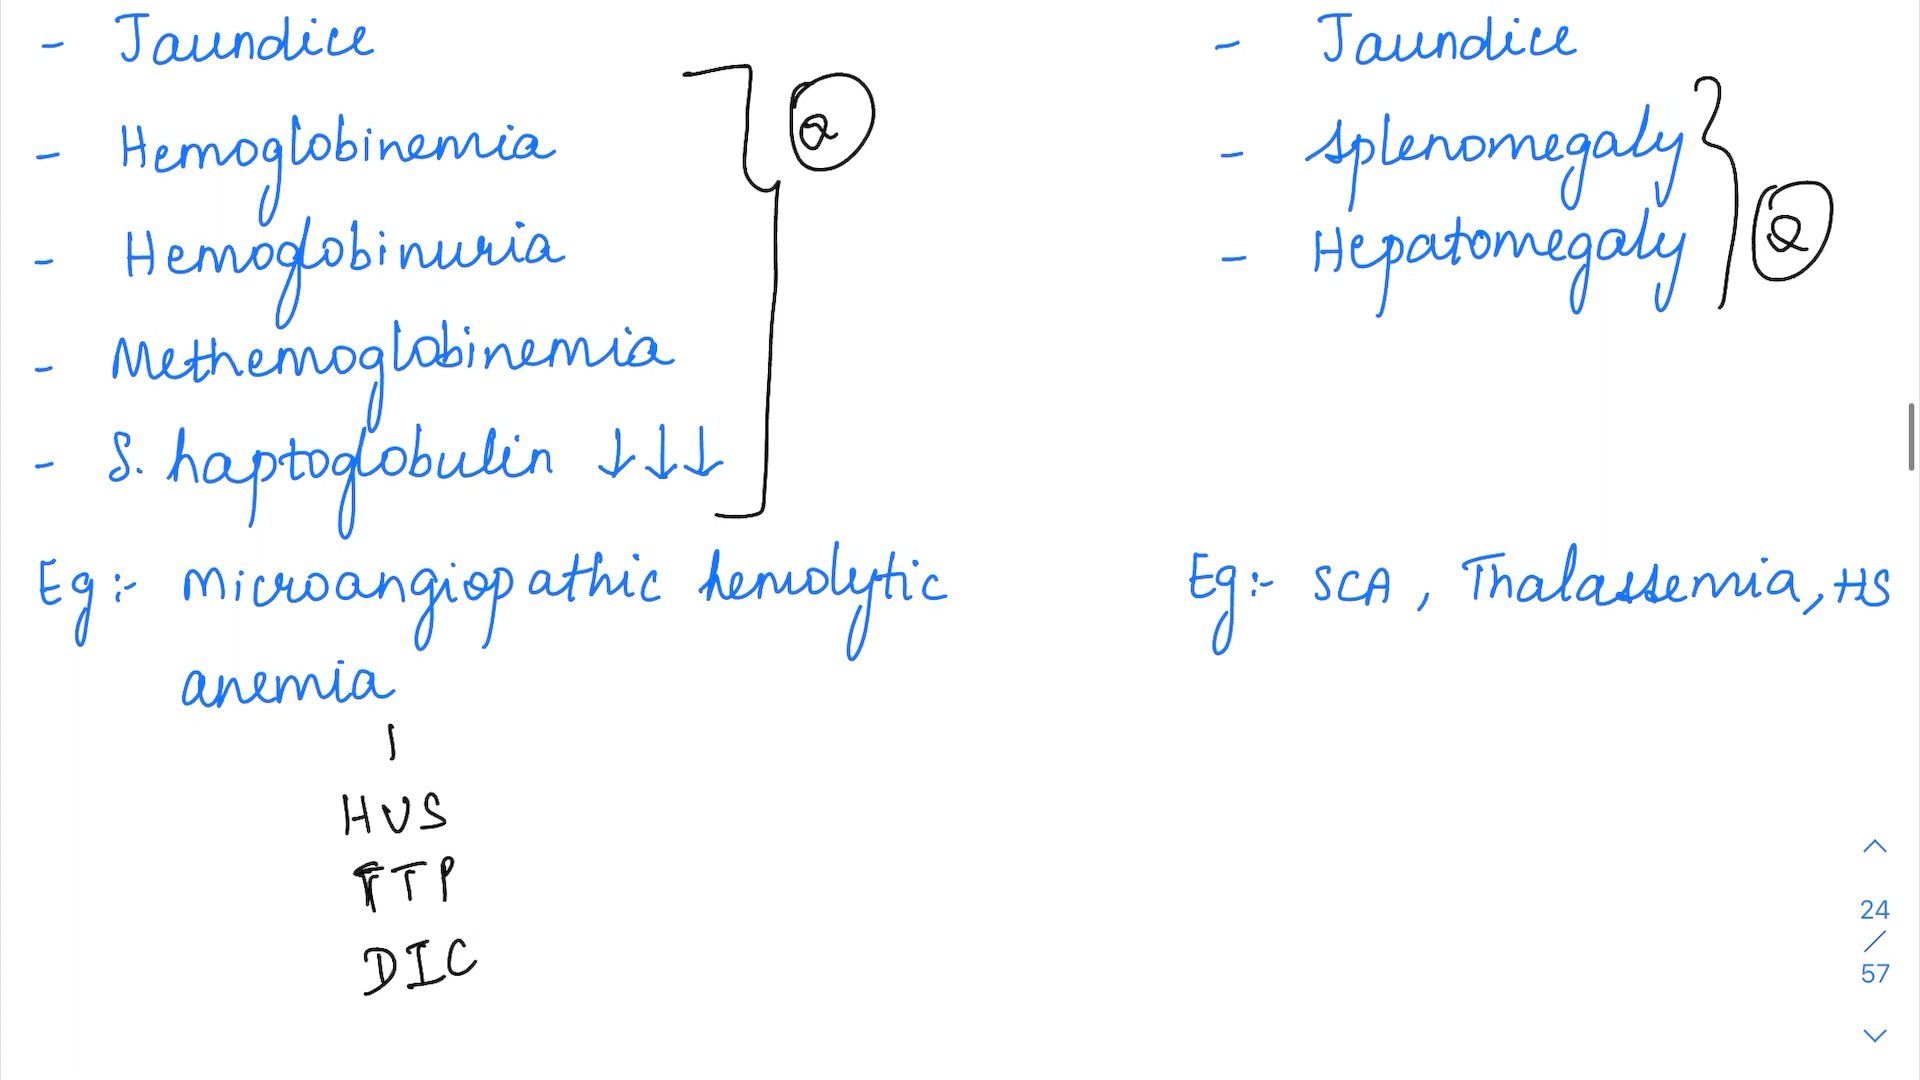 - Jaundice
- Hemoglobinemia
- Hemoglobinuria
- Methemoglobinemia
- S. haptoglobulin ↓↓↓
Q
Eg:- Microangiopathic hemolytic
anemia
HUS
TTP
DIC
- Jaundice
- Splenomegaly
- Hepatomegaly
Q
Eg:- SCA, Thalassemia, HS
24
/
57